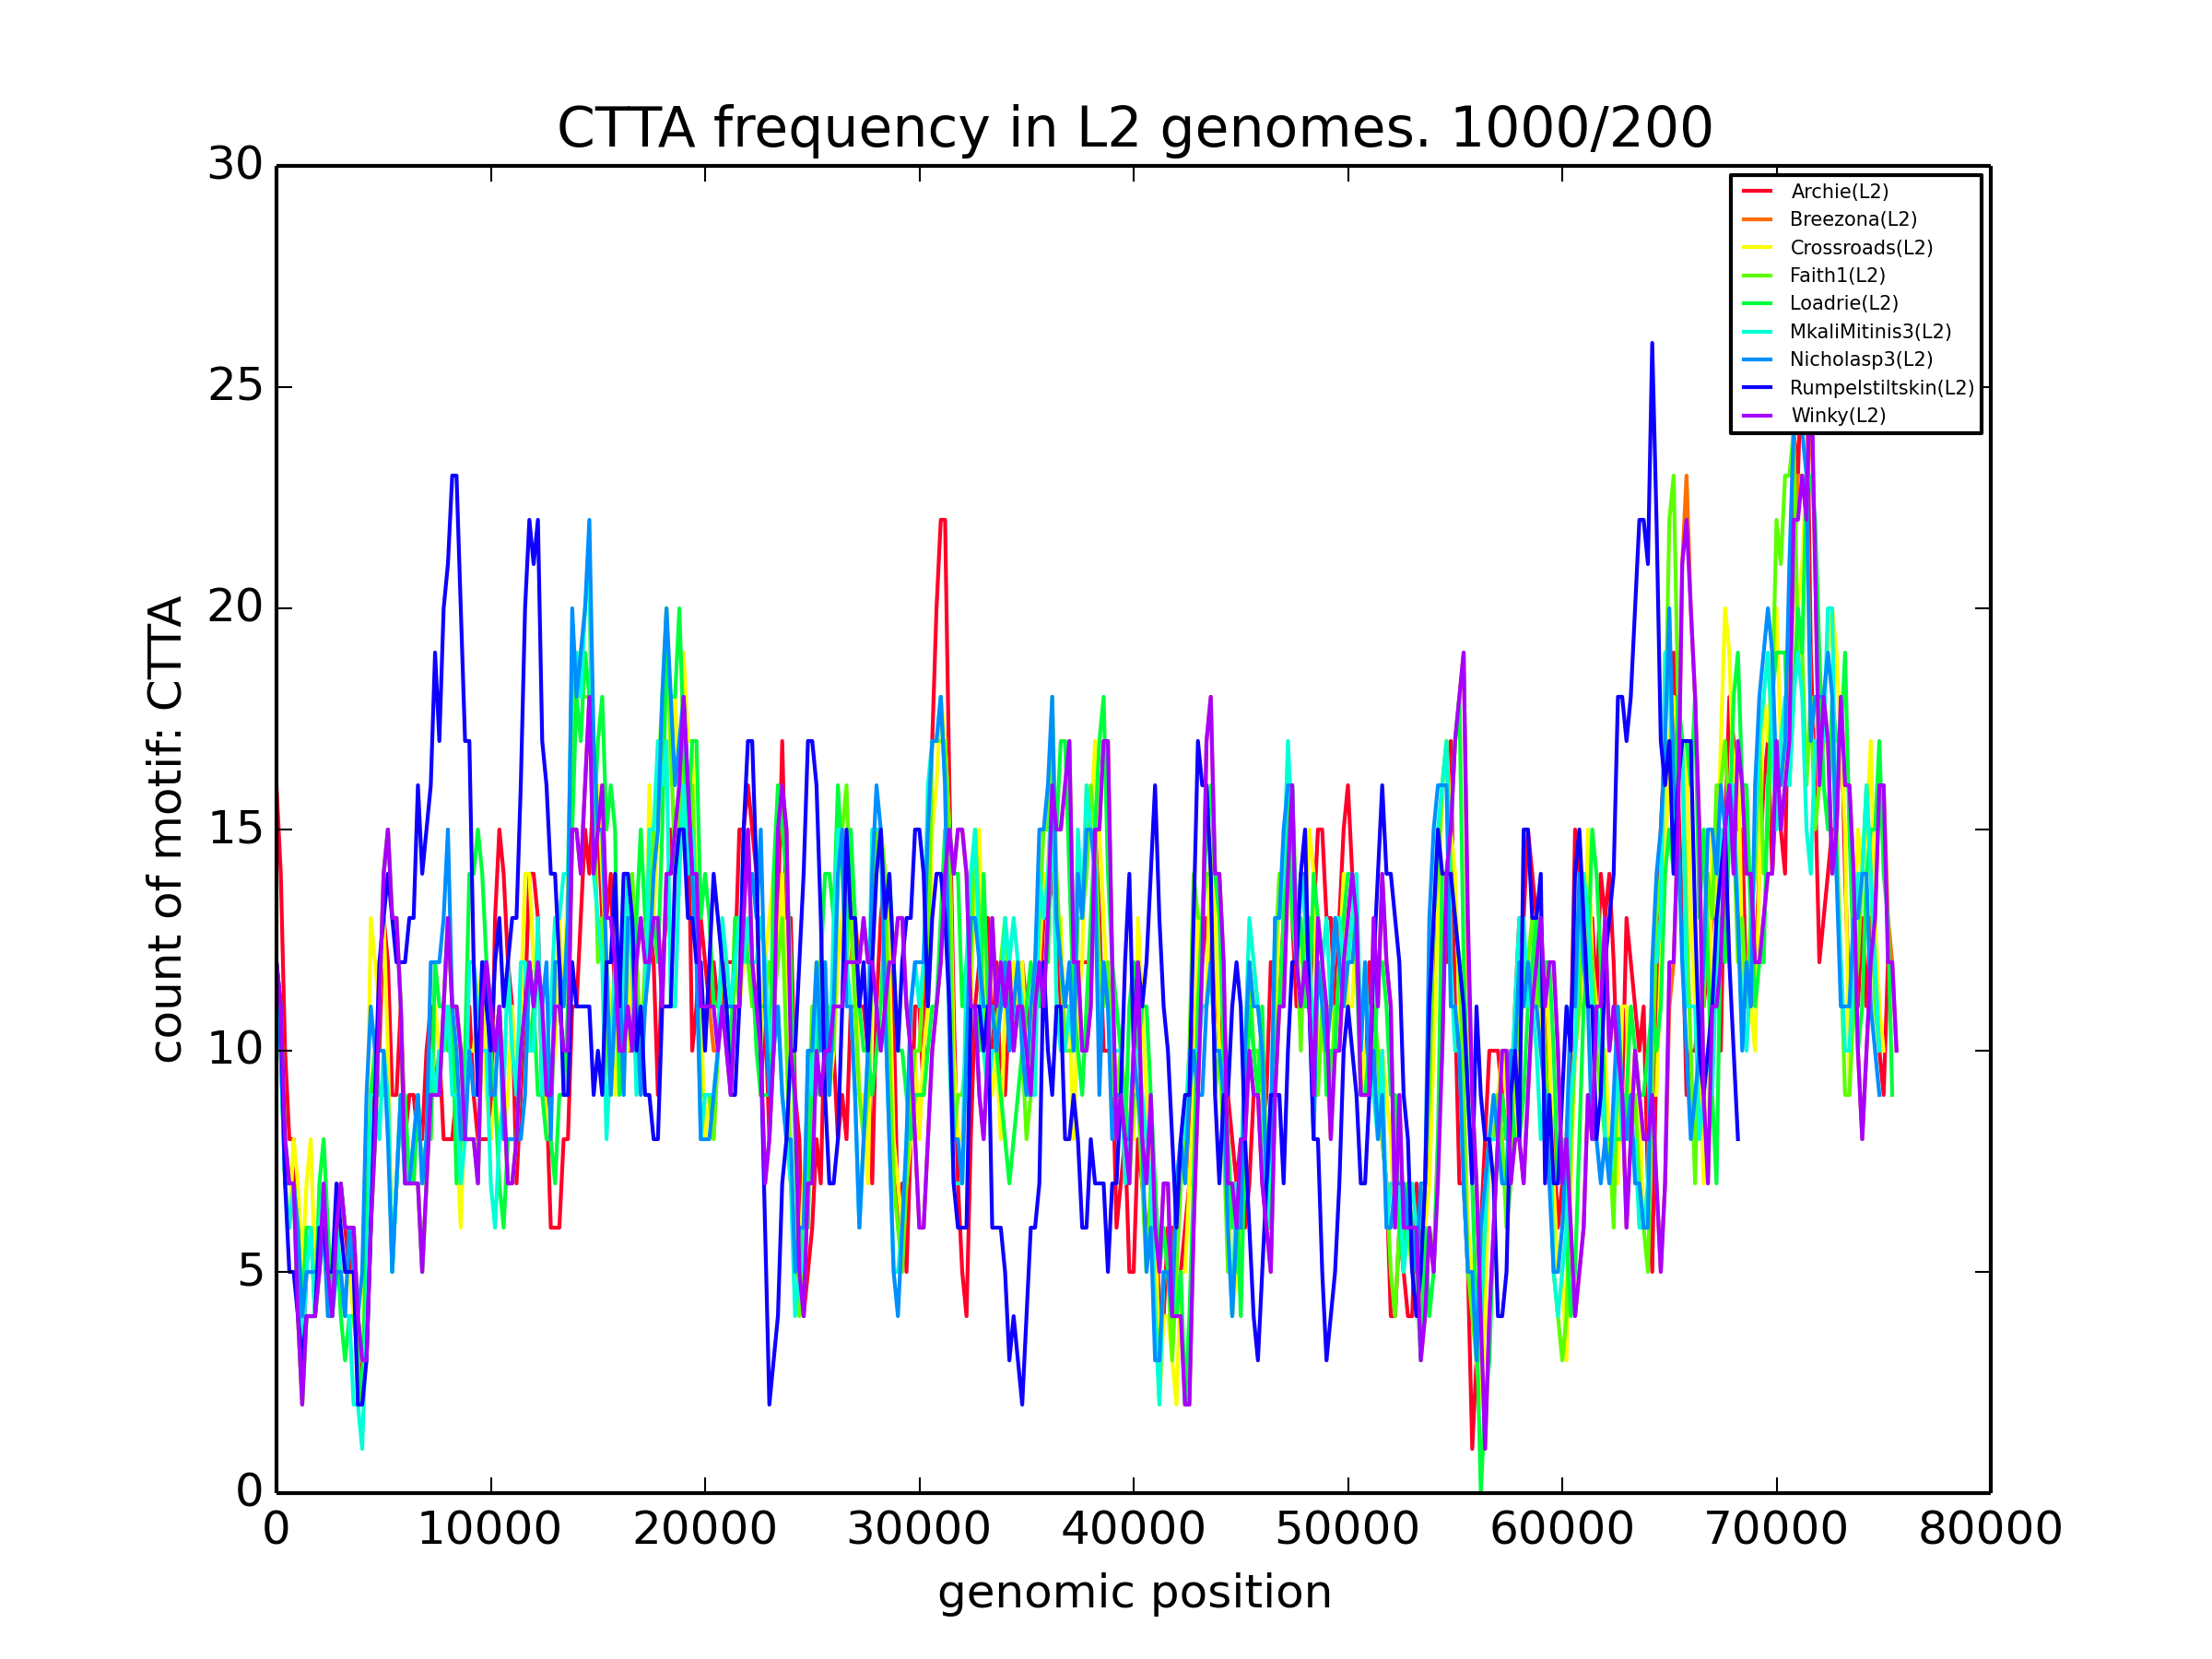 CTTA frequency in L2 genomes. 1000/200
30
25
20
15
10
5
0
count of motif: CTTA
Archie(L2)
Breezona(L2)
Crossroads(L2)
Faith1(L2)
Loadrie(L2)
MkaliMitinis3(L2)
Nicholasp3(L2)
Rumpelstiltskin(L2)
Winky(L2)
0 10000 20000 30000 40000 50000 60000 70000 80000
genomic position